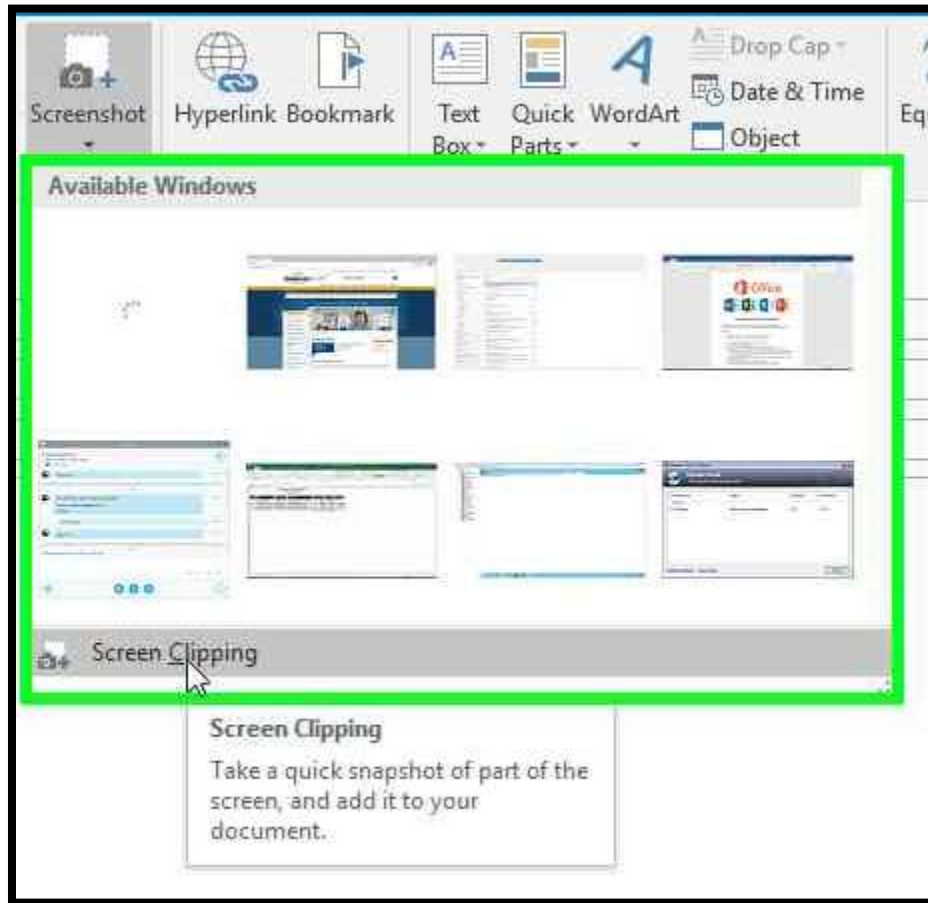 Screenshot
Hyperlink
Bookmark
Text
Box
Quick
Parts
WordArt
Drop Cap
Date & Time
Object
Available Windows
Office
Screen Clipping
Screen Clipping
Take a quick snapshot of part of the
screen, and add it to your
document.